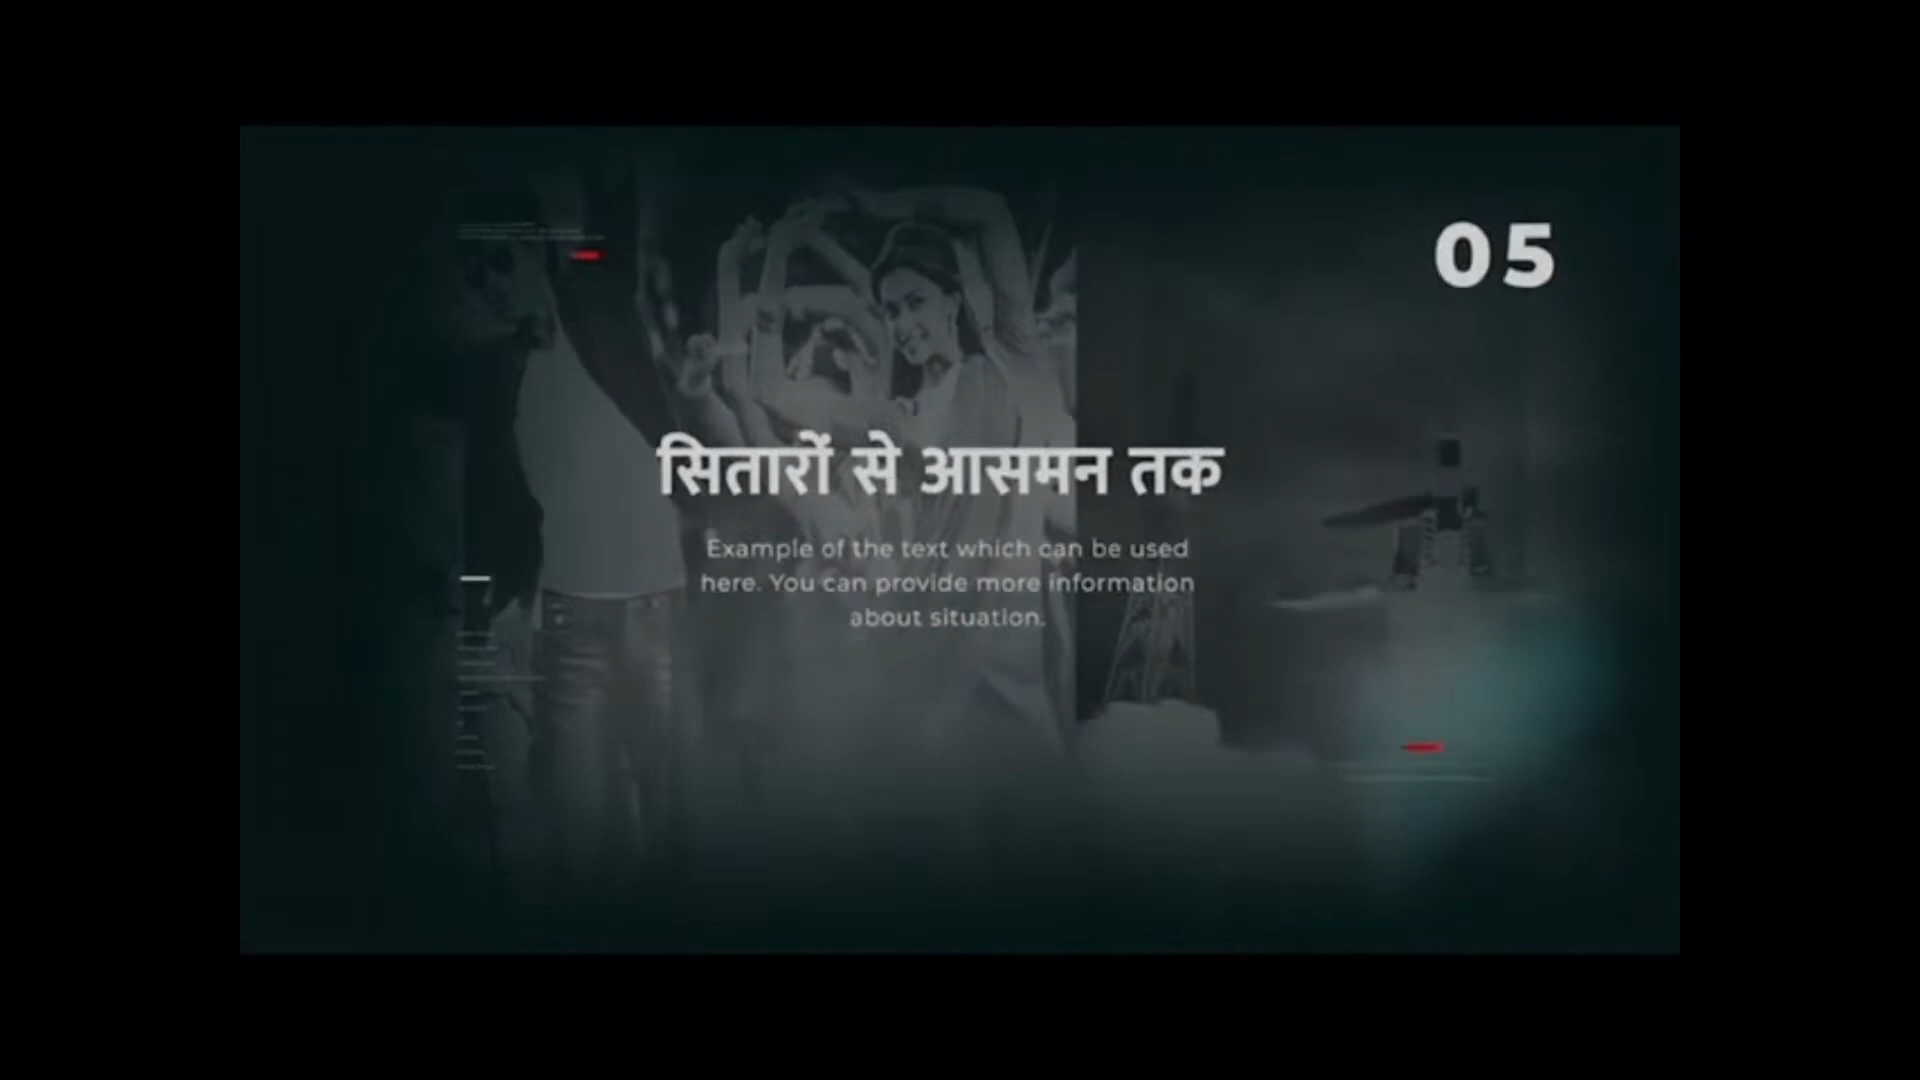 05
सितारों से आसमन तक
Example of the text which can be used
here. You can provide more information
about situation.